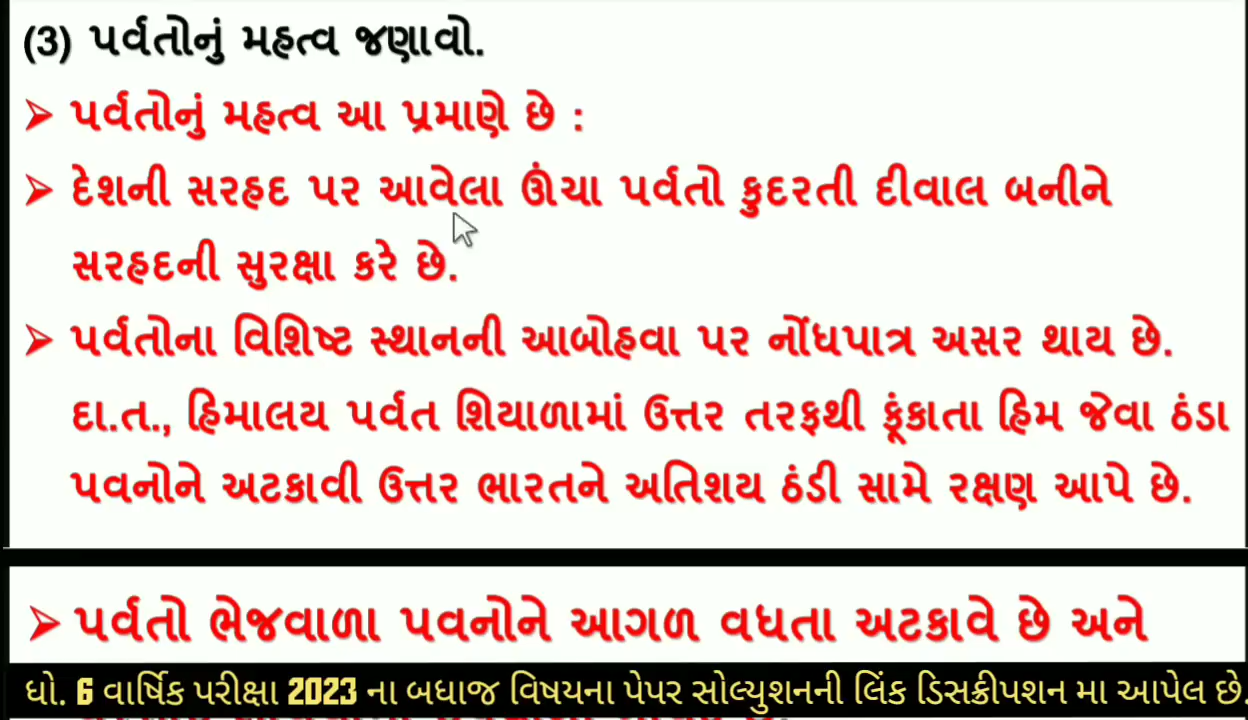 (3) પર્વતોનું મહત્વ જણાવો.
➢ પર્વતોનું મહત્વ આ પ્રમાણે છે :
➢ દેશની સરહદ પર આવેલા ઊંચા પર્વતો કુદરતી દીવાલ બનીને
સરહદની સુરક્ષા કરે છે.
➢ પર્વતોના વિશિષ્ટ સ્થાનની આબોહવા પર નોંધપાત્ર અસર થાય છે.
દા.ત., હિમાલય પર્વત શિયાળામાં ઉત્તર તરફથી ફૂંકાતા હિમ જેવા ઠંડા
પવનોને અટકાવી ઉત્તર ભારતને અતિશય ઠંડી સામે રક્ષણ આપે છે.
➢ પર્વતો ભેજવાળા પવનોને આગળ વધતા અટકાવે છે અને
ધો. 6 વાર્ષિક પરીક્ષા 2023 ના બધાજ વિષયના પેપર સોલ્યુશનની લિંક ડિસક્રીપશન મા આપેલ છે